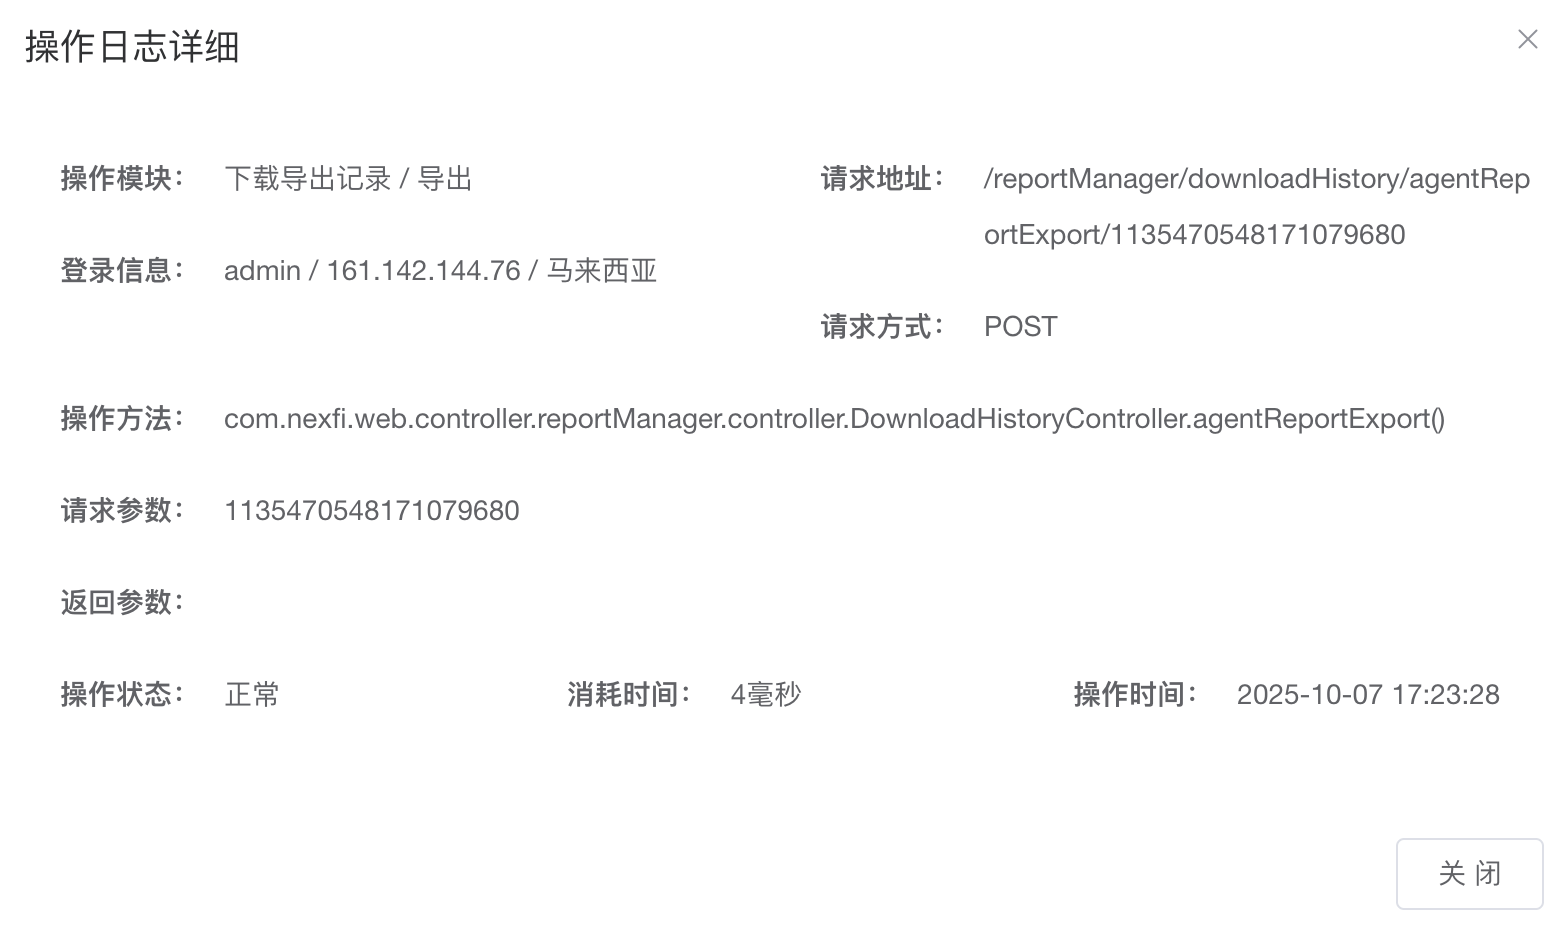 操作日志详细
操作模块： 下载导出记录 / 导出
请求地址： /reportManager/downloadHistory/agentRep
ortExport/1135470548171079680
登录信息： admin / 161.142.144.76 / 马来西亚
请求方式： POST
操作方法： com.nexfi.web.controller.reportManager.controller.DownloadHistoryController.agentReportExport()
请求参数： 1135470548171079680
返回参数：
操作状态： 正常
消耗时间： 4毫秒
操作时间： 2025-10-07 17:23:28
关 闭